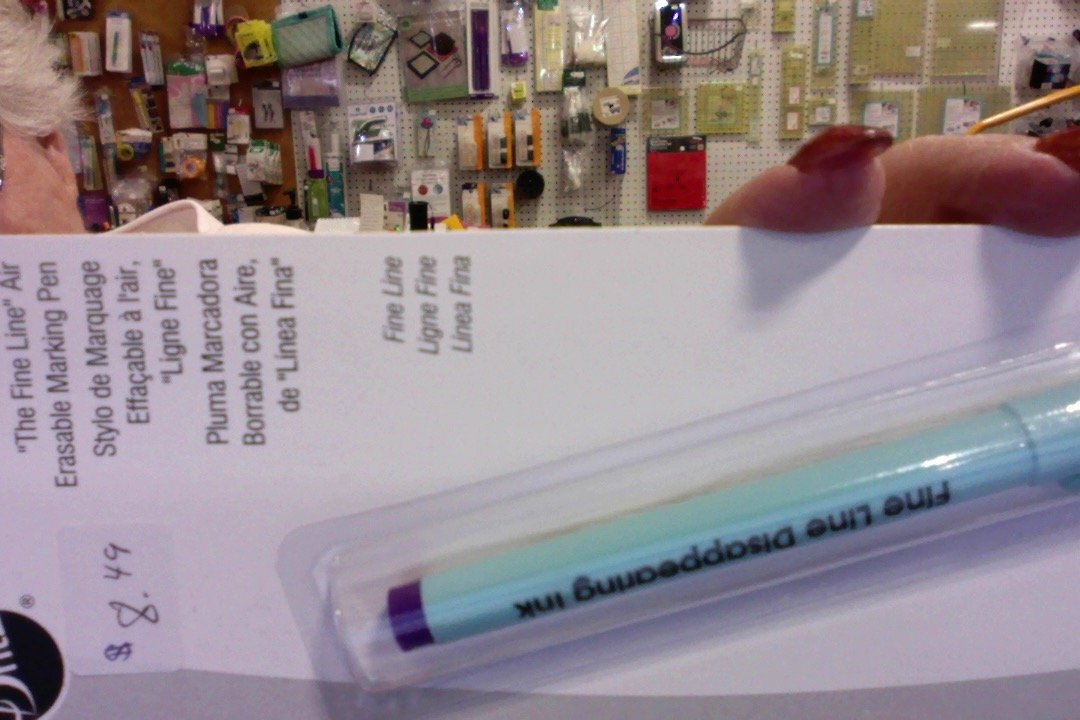 "The Fine Line" Air
Erasable Marking Pen
Stylo de Marquage
Effaçable à l'air,
"Ligne Fine"
Pluma Marcadora
Borrable con Aire,
de "Línea Fina"
Fine Line
Ligne Fine
Línea Fina
$ 8.49
®
Fine Line Disappearing Ink